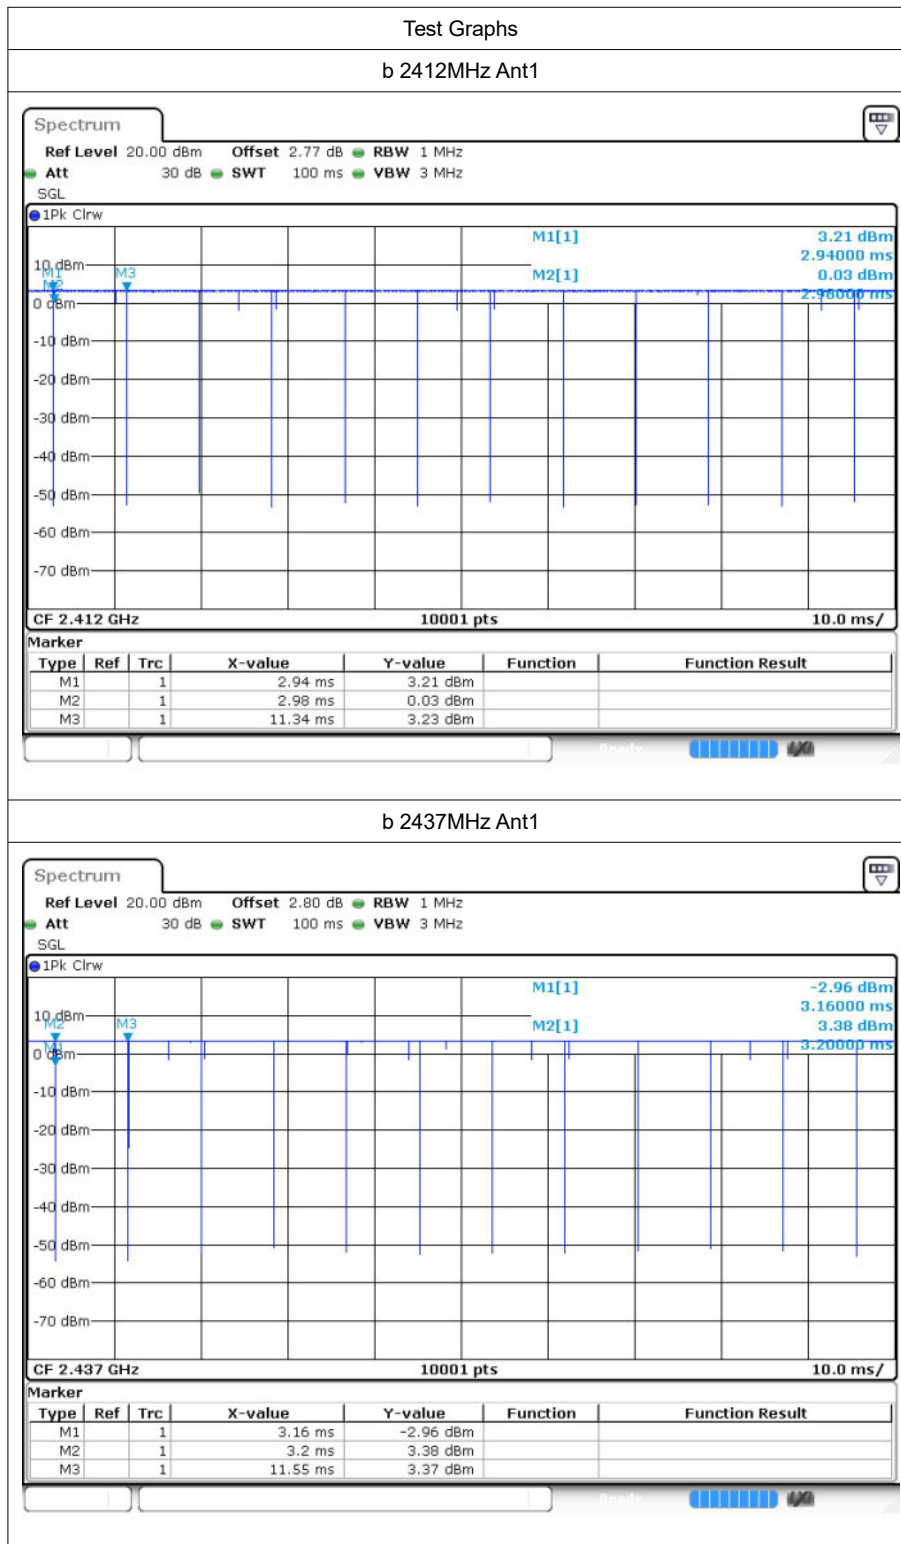 Test Graphs
b 2412MHz Ant1
Spectrum
Ref Level 20.00 dBm Offset 2.77 dB RBW 1 MHz
Att 30 dB SWT 100 ms VBW 3 MHz
SGL
1Pk Clrw
M1[1] 3.21 dBm
2.94000 ms
10 dBm
M2[1] 0.03 dBm
2.98000 ms
M1
M2
M3
0 dBm
-10 dBm
-20 dBm
-30 dBm
-40 dBm
-50 dBm
-60 dBm
-70 dBm
CF 2.412 GHz 10001 pts 10.0 ms/
Marker
Type Ref Trc X-value Y-value Function Function Result
M1 1 2.94 ms 3.21 dBm
M2 1 2.98 ms 0.03 dBm
M3 1 11.34 ms 3.23 dBm
Ready
b 2437MHz Ant1
Spectrum
Ref Level 20.00 dBm Offset 2.80 dB RBW 1 MHz
Att 30 dB SWT 100 ms VBW 3 MHz
SGL
1Pk Clrw
M1[1] -2.96 dBm
3.16000 ms
10 dBm
M2[1] 3.38 dBm
3.20000 ms
M2
M3
M1
0 dBm
-10 dBm
-20 dBm
-30 dBm
-40 dBm
-50 dBm
-60 dBm
-70 dBm
CF 2.437 GHz 10001 pts 10.0 ms/
Marker
Type Ref Trc X-value Y-value Function Function Result
M1 1 3.16 ms -2.96 dBm
M2 1 3.2 ms 3.38 dBm
M3 1 11.55 ms 3.37 dBm
Ready